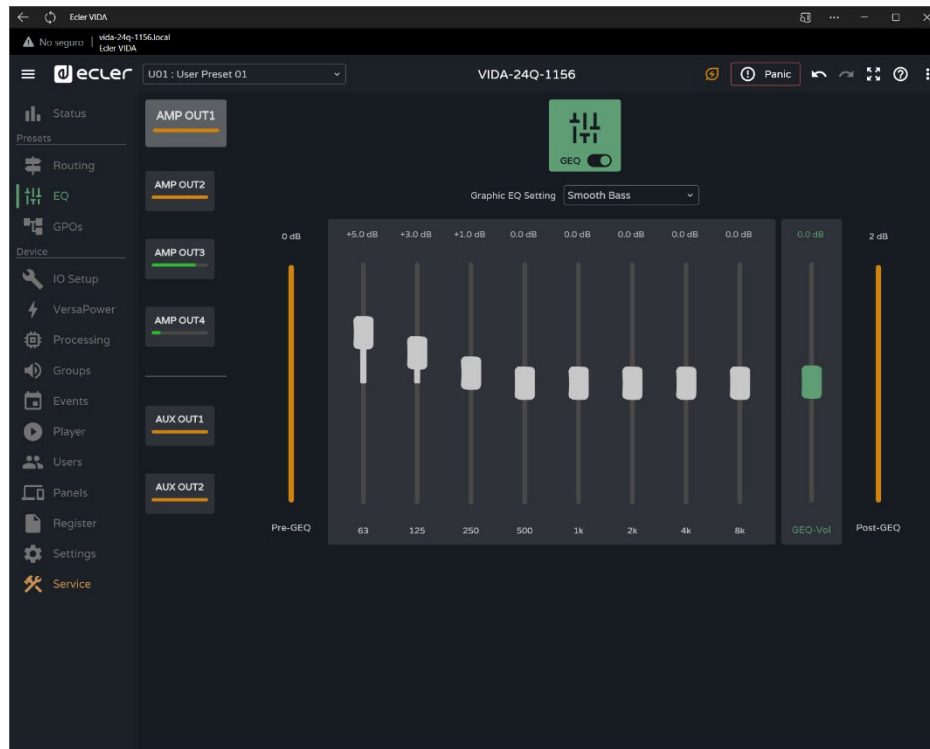 Ecler VIDA
No seguro
vida-24q-1156.local
Ecler VIDA
ecler
U01 : User Preset 01
VIDA-24Q-1156
Panic
Status
Presets
Routing
EQ
GPOs
Device
IO Setup
VersaPower
Processing
Groups
Events
Player
Users
Panels
Register
Settings
Service
AMP OUT1
AMP OUT2
AMP OUT3
AMP OUT4
AUX OUT1
AUX OUT2
GEQ
Graphic EQ Setting
Smooth Bass
0 dB
+5.0 dB
+3.0 dB
+1.0 dB
0.0 dB
0.0 dB
0.0 dB
0.0 dB
0.0 dB
0.0 dB
2 dB
Pre-GEQ
63
125
250
500
1k
2k
4k
8k
GEQ-Vol
Post-GEQ